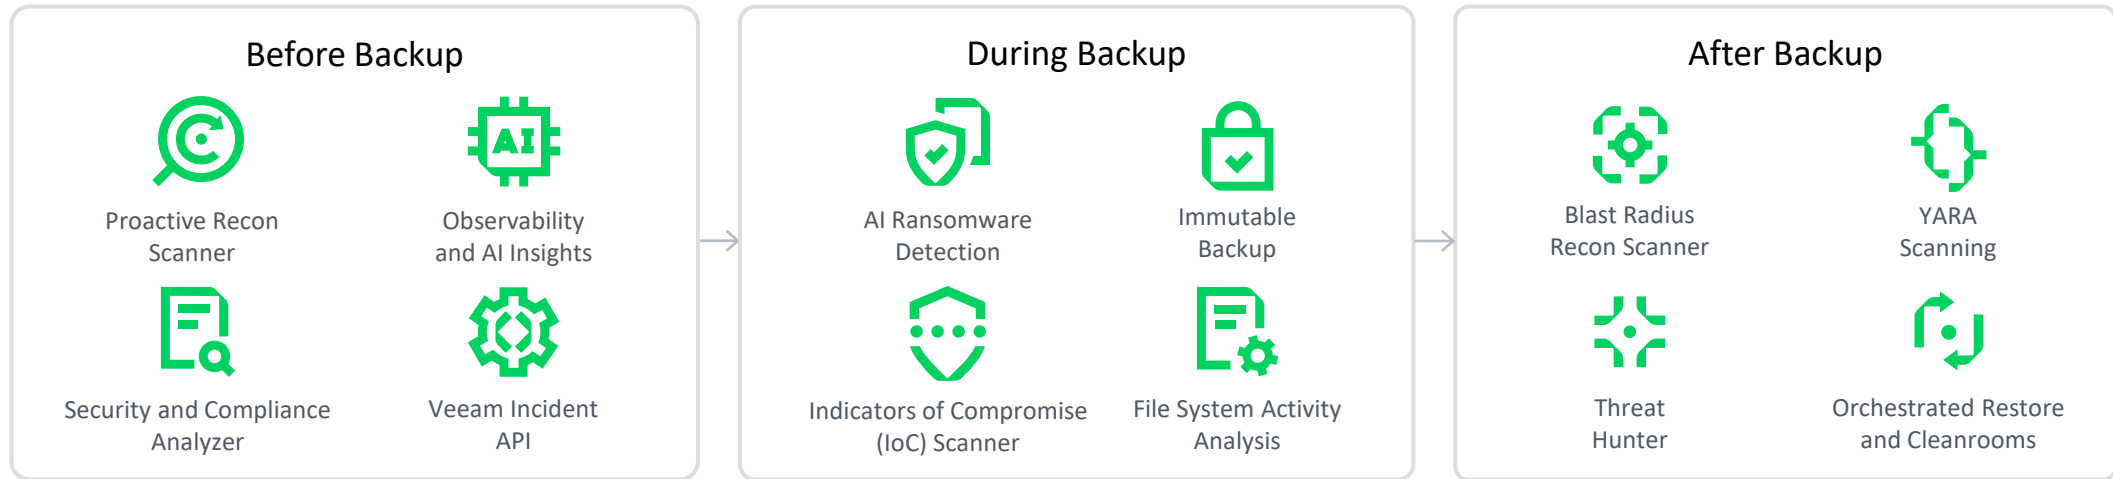 Before Backup
Proactive Recon
Scanner
Observability
and AI Insights
Security and Compliance
Analyzer
Veeam Incident
API
During Backup
AI Ransomware
Detection
Immutable
Backup
Indicators of Compromise
(IoC) Scanner
File System Activity
Analysis
After Backup
Blast Radius
Recon Scanner
YARA
Scanning
Threat
Hunter
Orchestrated Restore
and Cleanrooms
AI